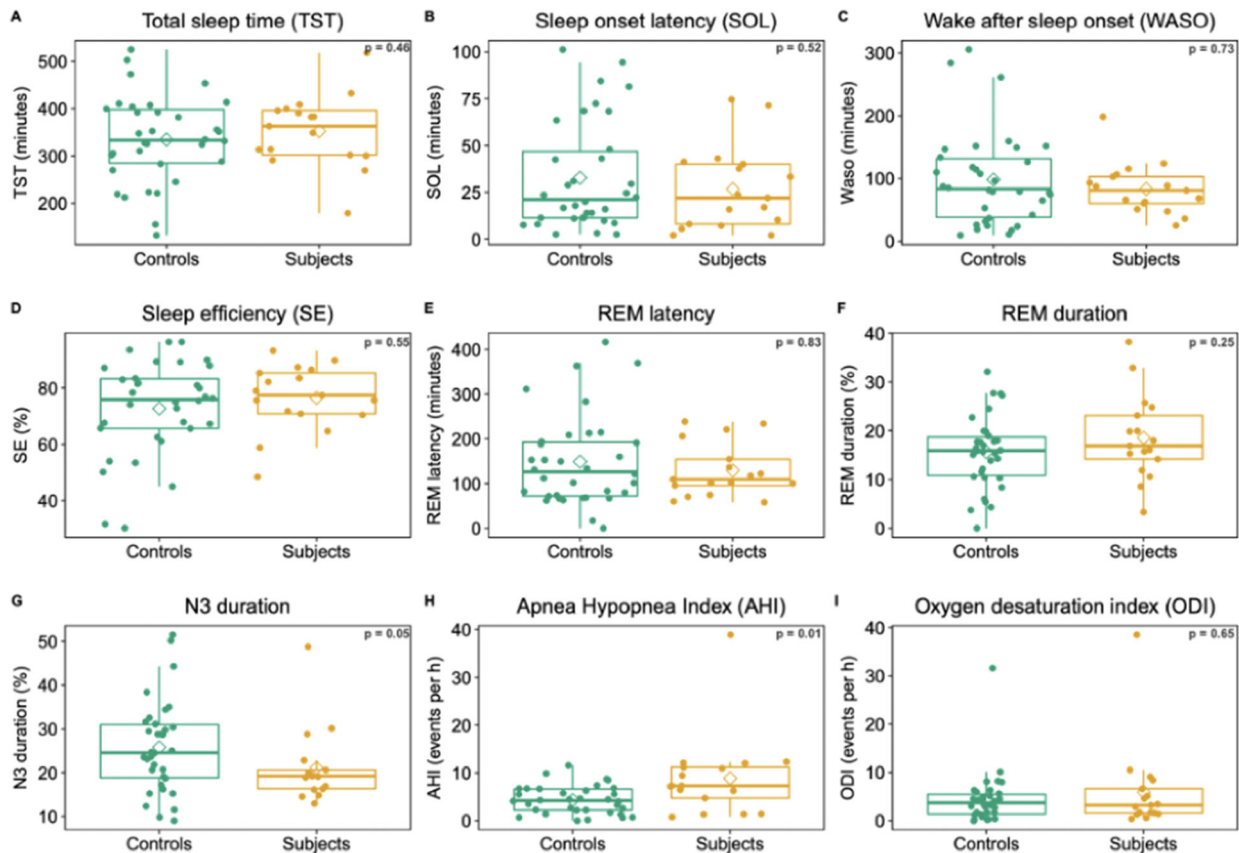 A Total sleep time (TST)
p = 0.46
TST (minutes)
500
400
300
200
Controls Subjects
B Sleep onset latency (SOL)
p = 0.52
SOL (minutes)
100
75
50
25
0
Controls Subjects
C Wake after sleep onset (WASO)
p = 0.73
Waso (minutes)
300
200
100
0
Controls Subjects
D Sleep efficiency (SE)
p = 0.55
SE (%)
80
60
40
Controls Subjects
E REM latency
p = 0.83
REM latency (minutes)
400
300
200
100
0
Controls Subjects
F REM duration
p = 0.25
REM duration (%)
40
30
20
10
0
Controls Subjects
G N3 duration
p = 0.05
N3 duration (%)
50
40
30
20
10
Controls Subjects
H Apnea Hypopnea Index (AHI)
p = 0.01
AHI (events per h)
40
30
20
10
0
Controls Subjects
I Oxygen desaturation index (ODI)
p = 0.65
ODI (events per h)
40
30
20
10
0
Controls Subjects